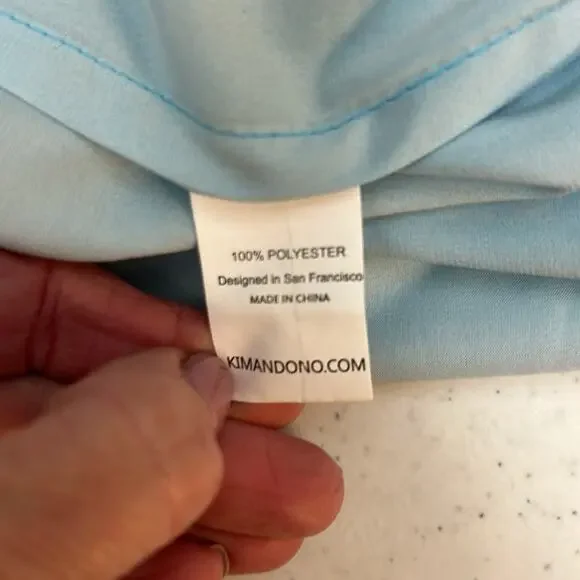 100% POLYESTER
Designed in San Francisco
MADE IN CHINA
KIMANDONO.COM